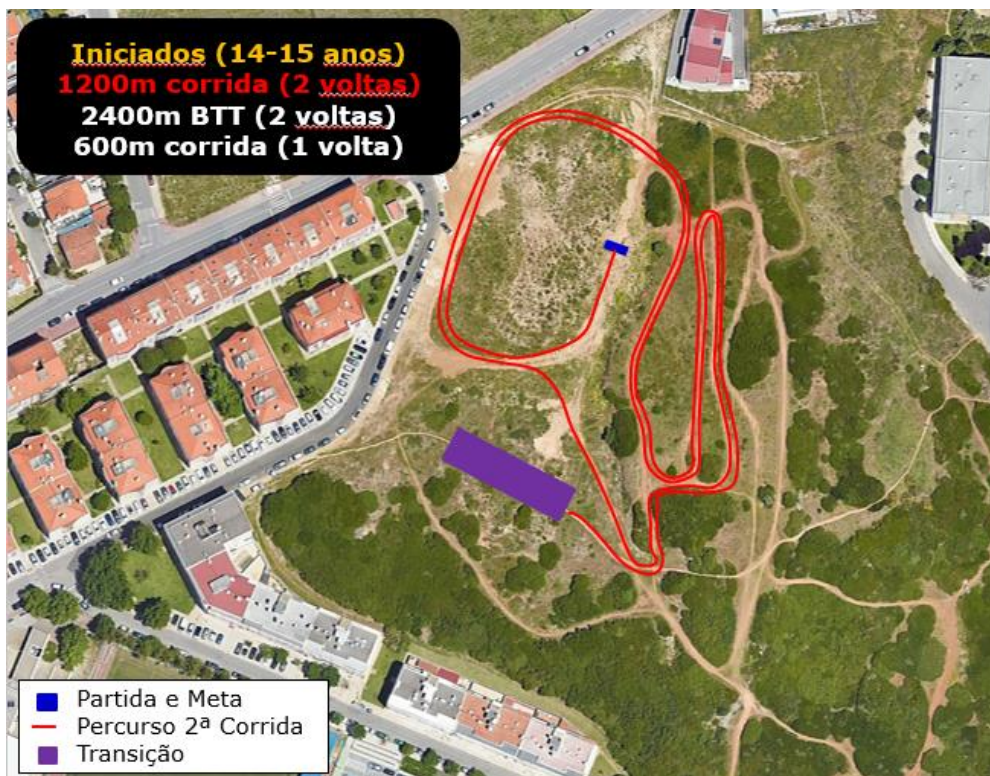 Iniciados (14-15 anos)
1200m corrida (2 voltas)
2400m BTT (2 voltas)
600m corrida (1 volta)
Partida e Meta
Percurso 2ª Corrida
Transição